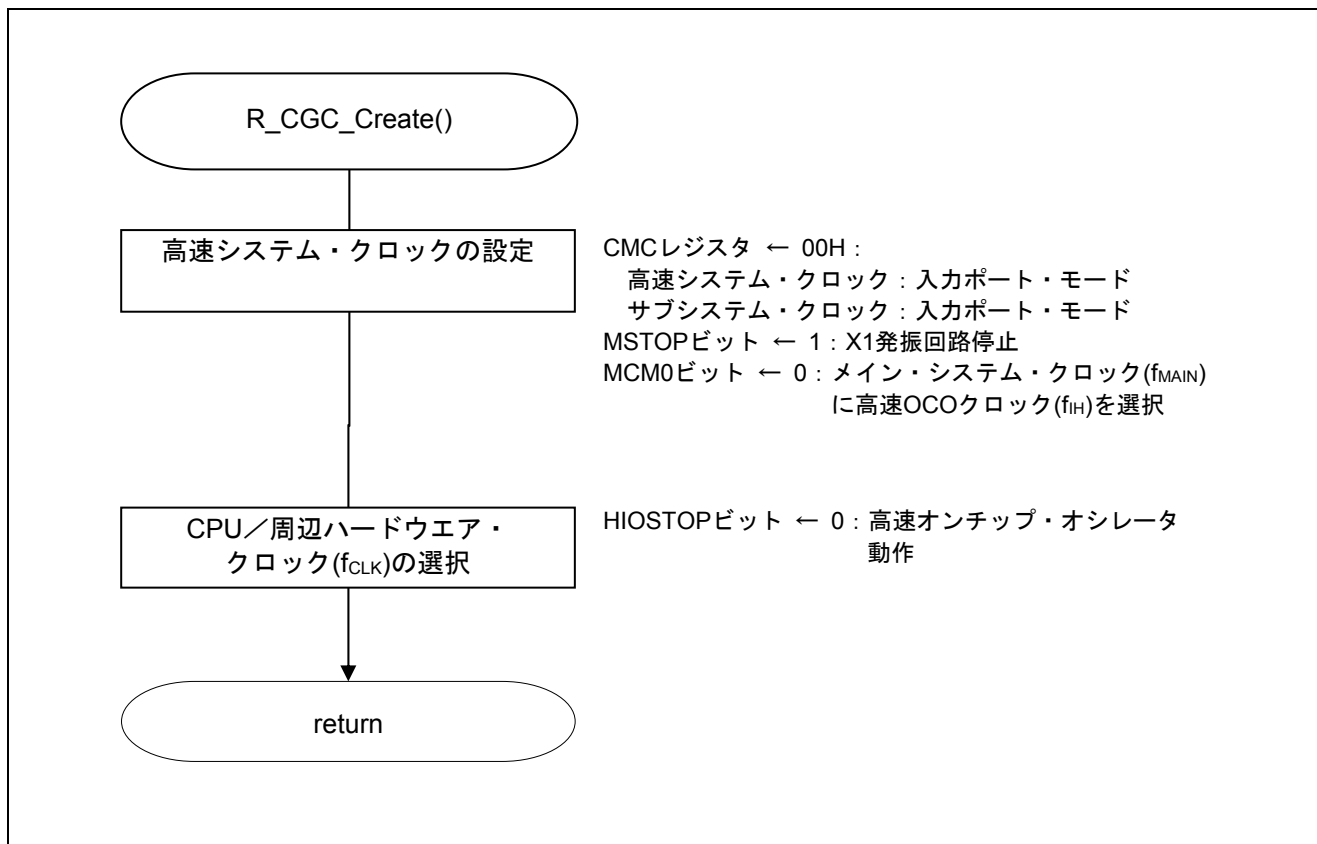 R_CGC_Create()
高速システム・クロックの設定
CMCレジスタ ← 00H：
高速システム・クロック：入力ポート・モード
サブシステム・クロック：入力ポート・モード
MSTOPビット ← 1：X1発振回路停止
MCM0ビット ← 0：メイン・システム・クロック(fMAIN)
に高速OCOクロック(fIH)を選択
CPU／周辺ハードウエア・
クロック(fCLK)の選択
HIOSTOPビット ← 0：高速オンチップ・オシレータ
動作
return